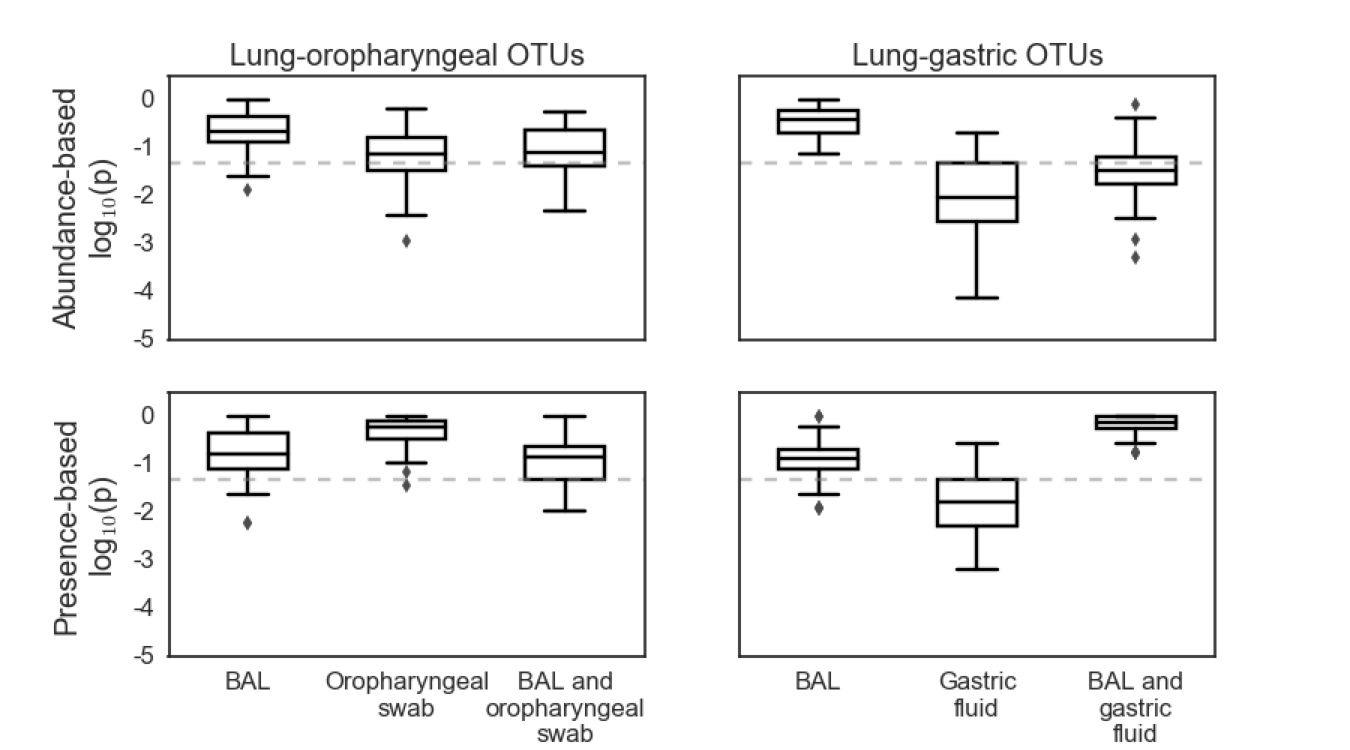 Lung-oropharyngeal OTUs
Lung-gastric OTUs
Abundance-based
log₁₀(p)
0
-1
-2
-3
-4
-5
Presence-based
log₁₀(p)
0
-1
-2
-3
-4
-5
BAL
Oropharyngeal
swab
BAL and
oropharyngeal
swab
BAL
Gastric
fluid
BAL and
gastric
fluid